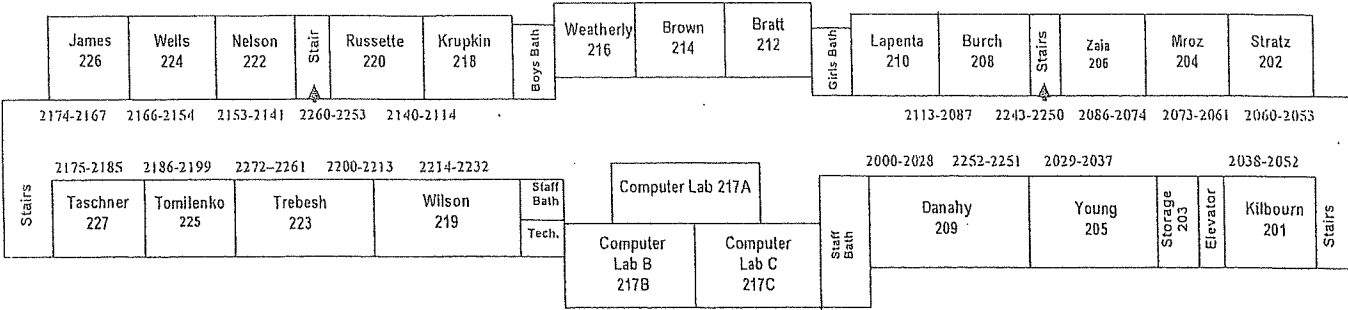 James
226
Wells
224
Nelson
222
Stair
Russette
220
Krupkin
218
Boys Bath
Weatherly
216
Brown
214
Bratt
212
Girls Bath
Lapenta
210
Burch
208
Stairs
Zaia
206
Mroz
204
Stratz
202
2174-2167 2166-2154 2153-2141 2260-2253 2140-2114 2113-2087 2243-2250 2086-2074 2073-2061 2060-2053
2175-2185 2186-2199 2272-2261 2200-2213 2214-2232 2000-2028 2252-2251 2029-2037 2038-2052
Stairs
Taschner
227
Tomilenko
225
Trebesh
223
Wilson
219
Staff
Bath
Tech.
Computer Lab 217A
Computer
Lab B
217B
Computer
Lab C
217C
Staff
Bath
Danahy
209
Young
205
Storage
203
Elevator
Kilbourn
201
Stairs